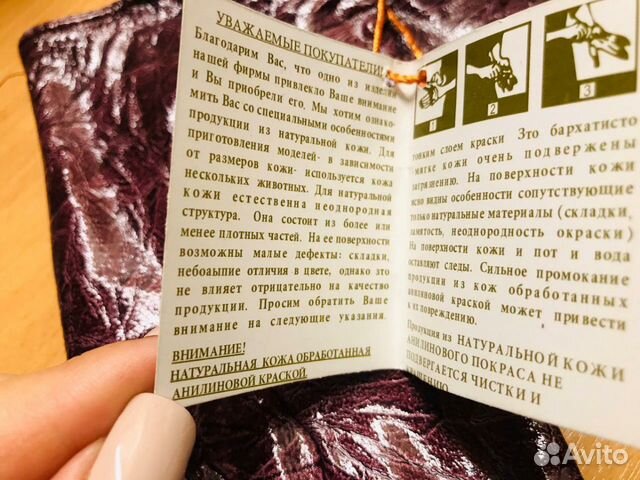 УВАЖАЕМЫЕ ПОКУПАТЕЛИ!
Благодарим Вас, что одно из изделий
нашей фирмы привлекло Ваше внимание
и Вы приобрели его. Мы хотим ознако-
мить Вас со специальными особенностями
продукции из натуральной кожи. Для
приготовления моделей- в зависимости
от размеров кожи- используется кожа
нескольких животных. Для натуральной
кожи естественна неоднородная
структура. Она состоит из более или
менее плотных частей. На ее поверхности
возможны малые дефекты: складки,
небоаьпие отличия в цвете, однако это
не влияет отрицательно на качество
продукции. Просим обратить Ваше
внимание на следующие указания.
ВНИМАНИЕ!
НАТУРАЛЬНАЯ КОЖА ОБРАБОТАННАЯ
АНИЛИНОВОЙ КРАСКОЙ.
1
2
3
тонким слоем краски Это бархатисто
мягке кожи очень подвержены
загрязнению. На поверхности кожи
ясно видны особенности сопутствующие
только натуральные материалы (складки,
замятость, неоднорость окраски)
На поверхности кожи и пот и вода
оставляют следы. Сильное промокание
продукции из кож обработанных
анилиновой краской может привести
к их повреждению.
Продукция из НАТУРАЛЬНОЙ КОЖИ
АНИЛИНОВОГО ПОКРАСА НЕ
ПОДВЕРГАЕТСЯ ЧИСТКИ И
Avito